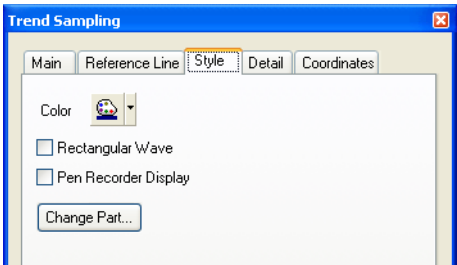 Trend Sampling
Main Reference Line Style Detail Coordinates
Color
Rectangular Wave
Pen Recorder Display
Change Part...